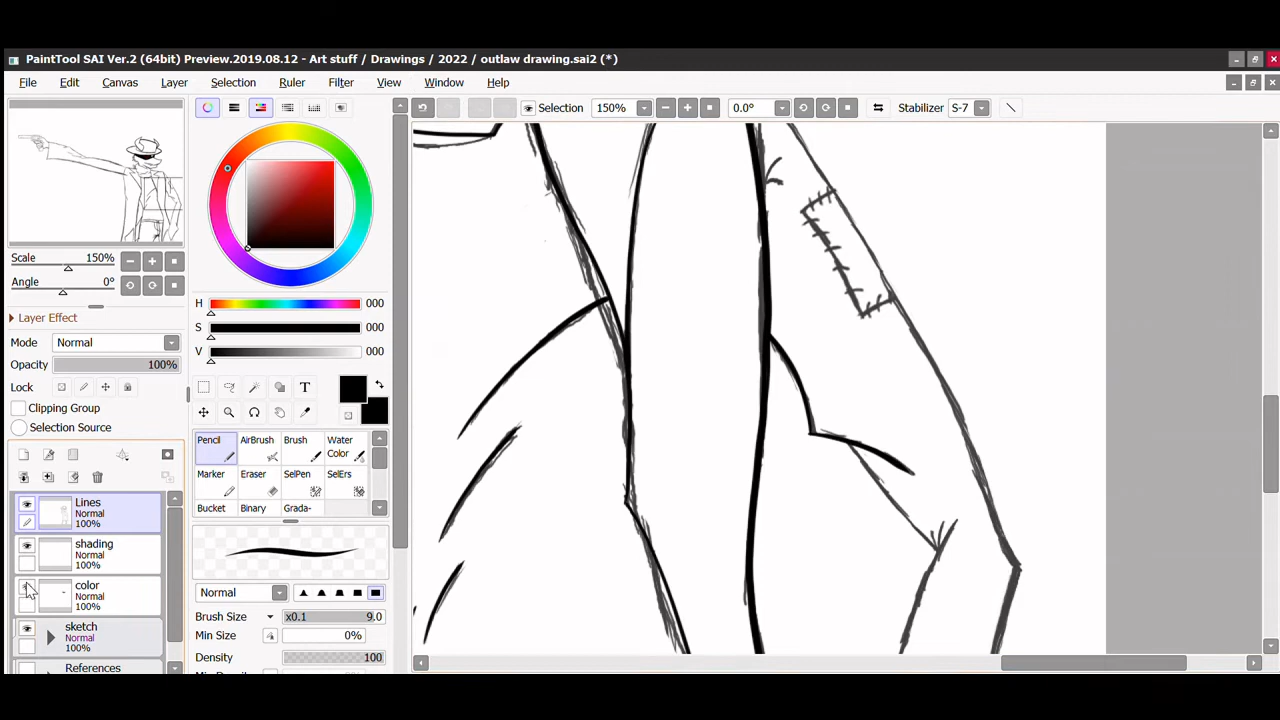 PaintTool SAI Ver.2 (64bit) Preview.2019.08.12 - Art stuff / Drawings / 2022 / outlaw drawing.sai2 (*)
File Edit Canvas Layer Selection Ruler Filter View Window Help
Selection 150% 0.0° Stabilizer S-7
Scale 150%
Angle 0°
Layer Effect
Mode Normal
Opacity 100%
Lock
Clipping Group
Selection Source
Lines
Normal
100%
shading
Normal
100%
color
Normal
100%
sketch
Normal
100%
References
H 000
S 000
V 000
T
Pencil AirBrush Brush Water Color
Marker Eraser SelPen SelErs
Bucket Binary Grada-
Normal
Brush Size x0.1 9.0
Min Size 0%
Density 100